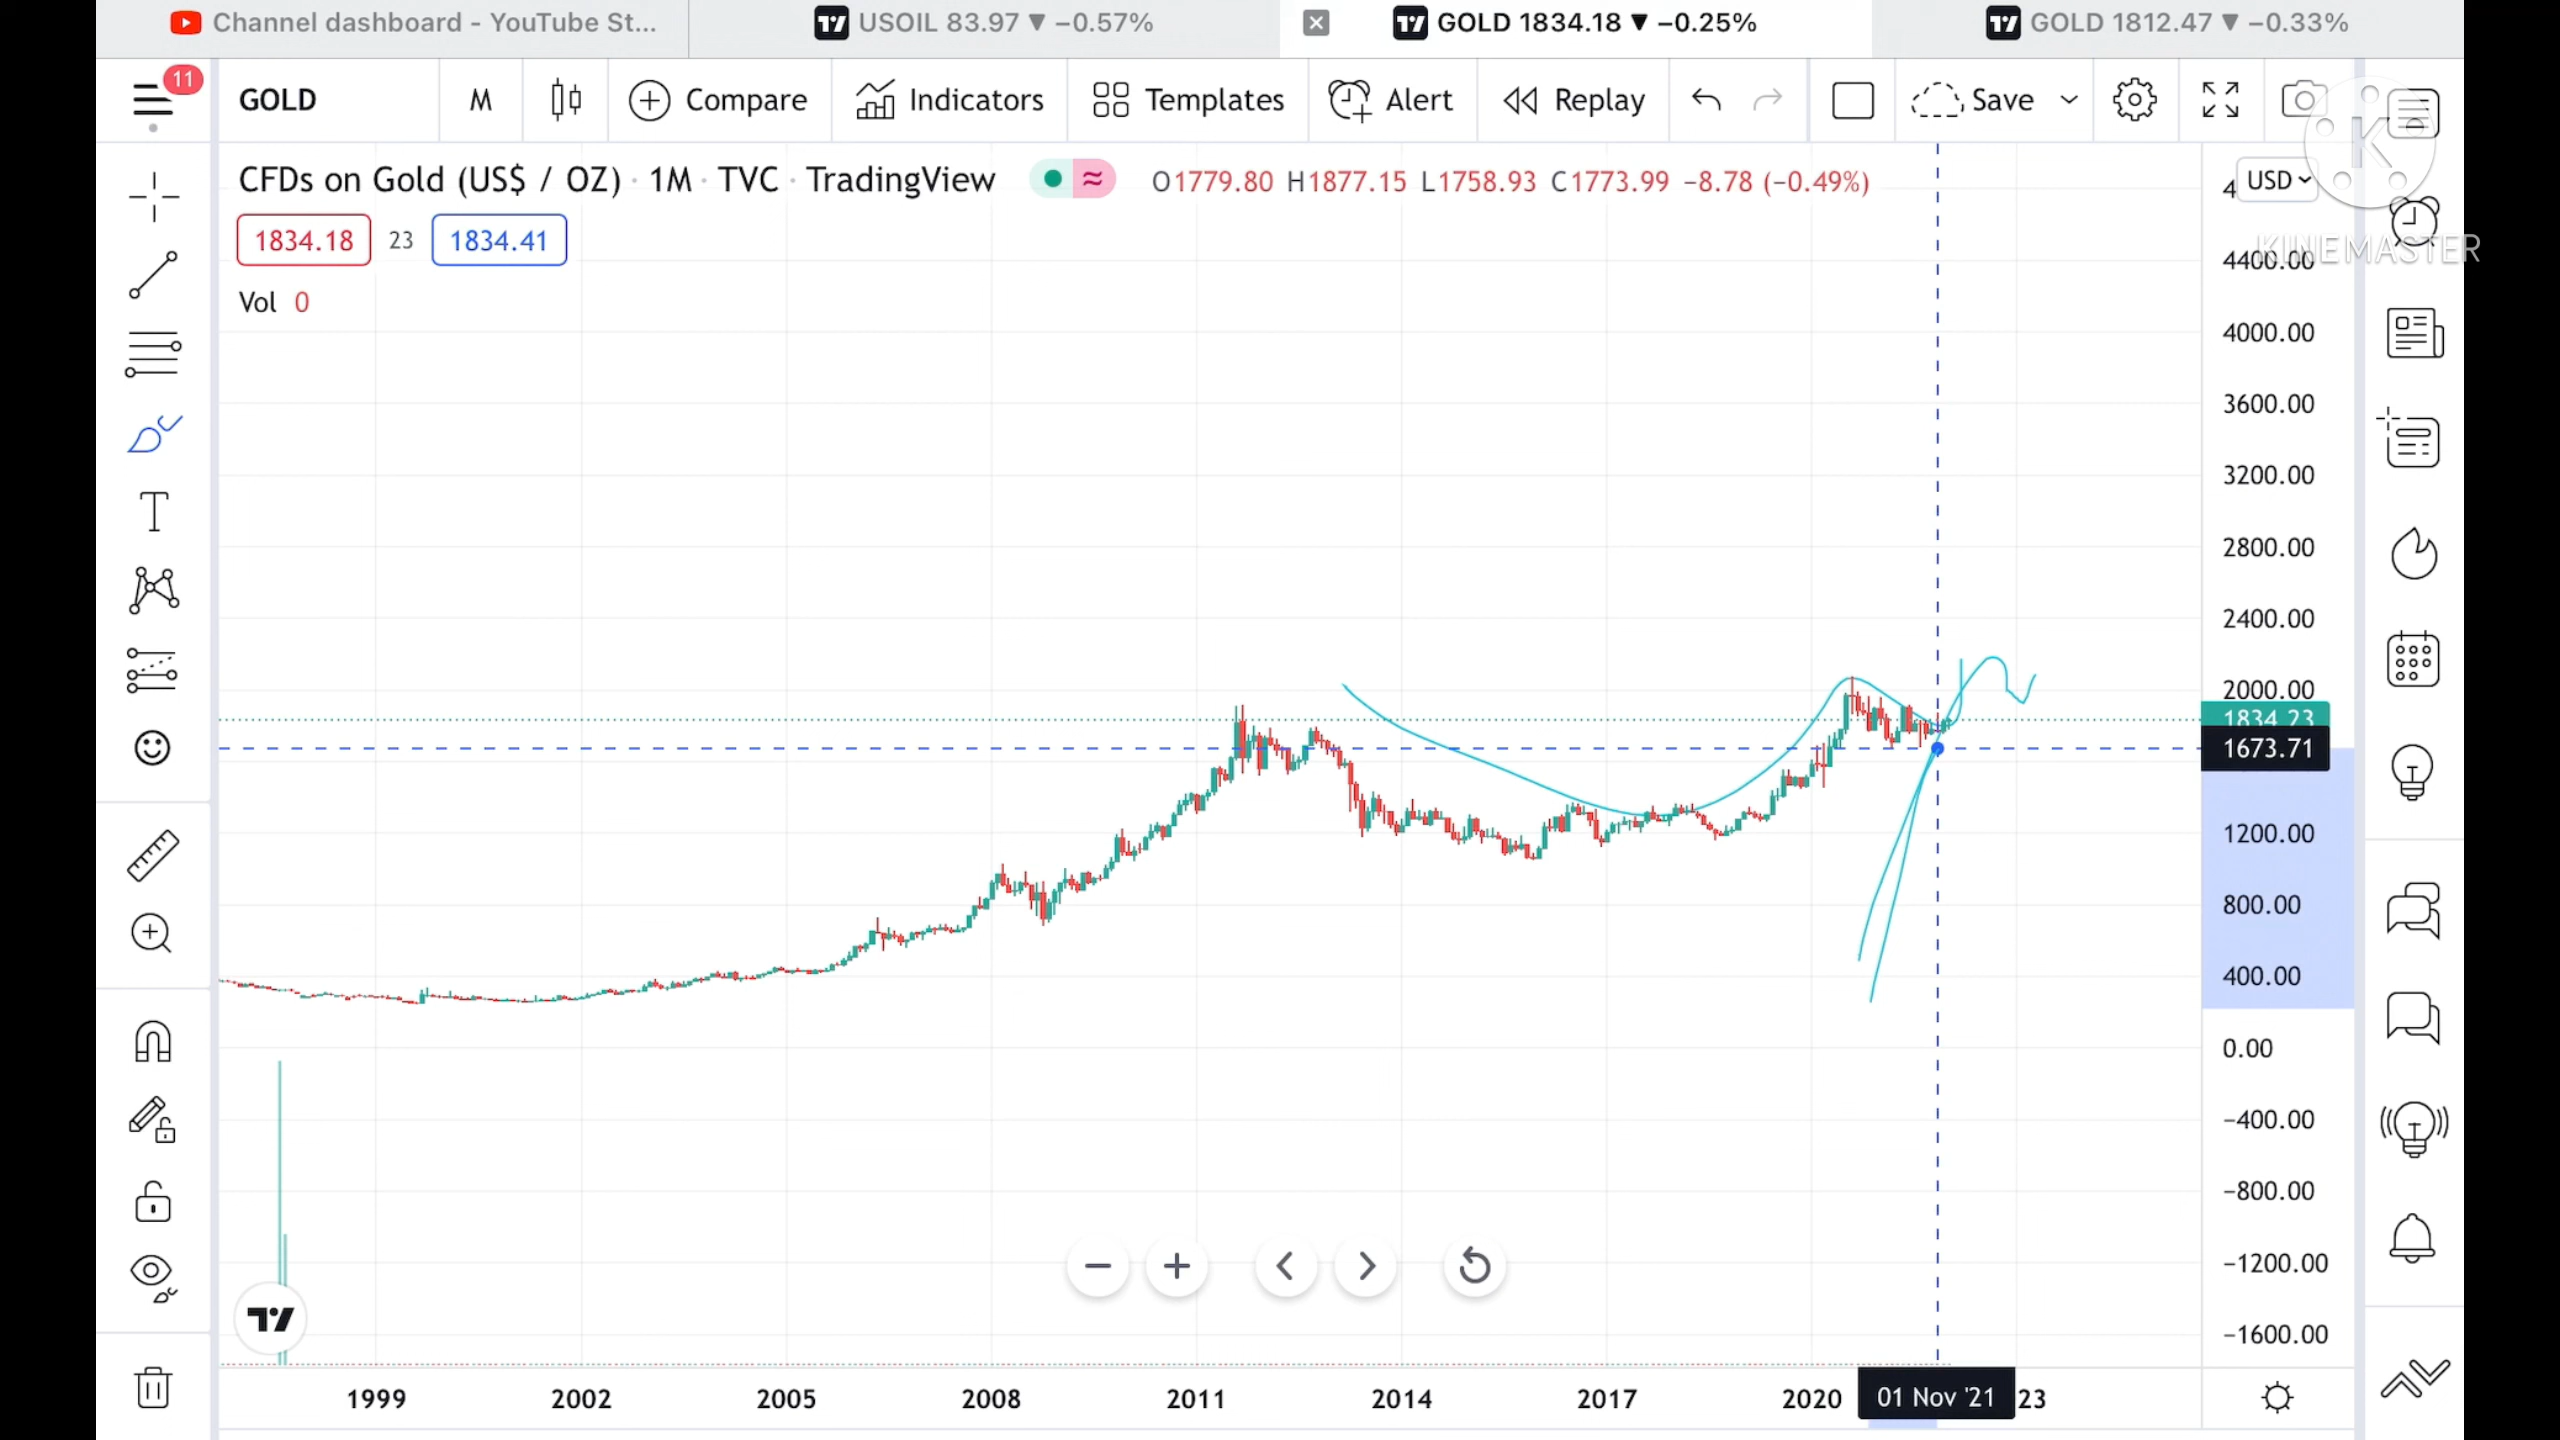 Channel dashboard - YouTube St...
USOIL 83.97 ▼ −0.57%
GOLD 1834.18 ▼ −0.25%
GOLD 1812.47 ▼ −0.33%
11
GOLD M Compare Indicators Templates Alert Replay Save
K
KINEMASTER
CFDs on Gold (US$ / OZ) · 1M · TVC · TradingView O1779.80 H1877.15 L1758.93 C1773.99 −8.78 (−0.49%)
USD
1834.18 23 1834.41
Vol 0
4400.00
4000.00
3600.00
3200.00
2800.00
2400.00
2000.00
1834.23
1673.71
1200.00
800.00
400.00
0.00
−400.00
−800.00
−1200.00
−1600.00
1999 2002 2005 2008 2011 2014 2017 2020 01 Nov '21 23